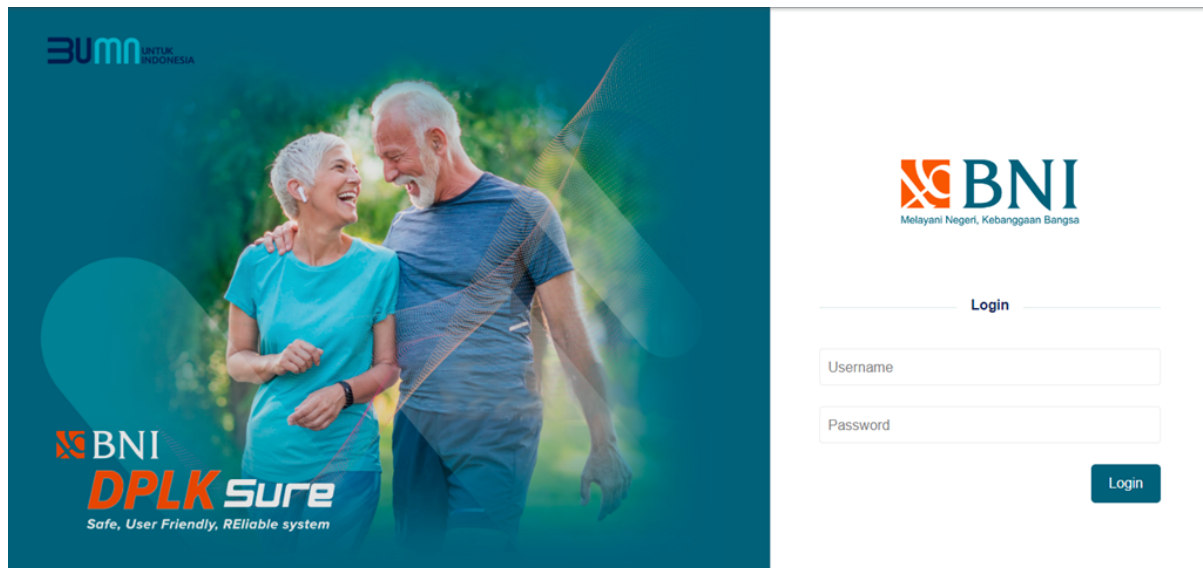 BUMN UNTUK
INDONESIA
BNI
DPLK Sure
Safe, User Friendly, REliable system
BNI
Melayani Negeri, Kebanggaan Bangsa
Login
Username
Password
Login